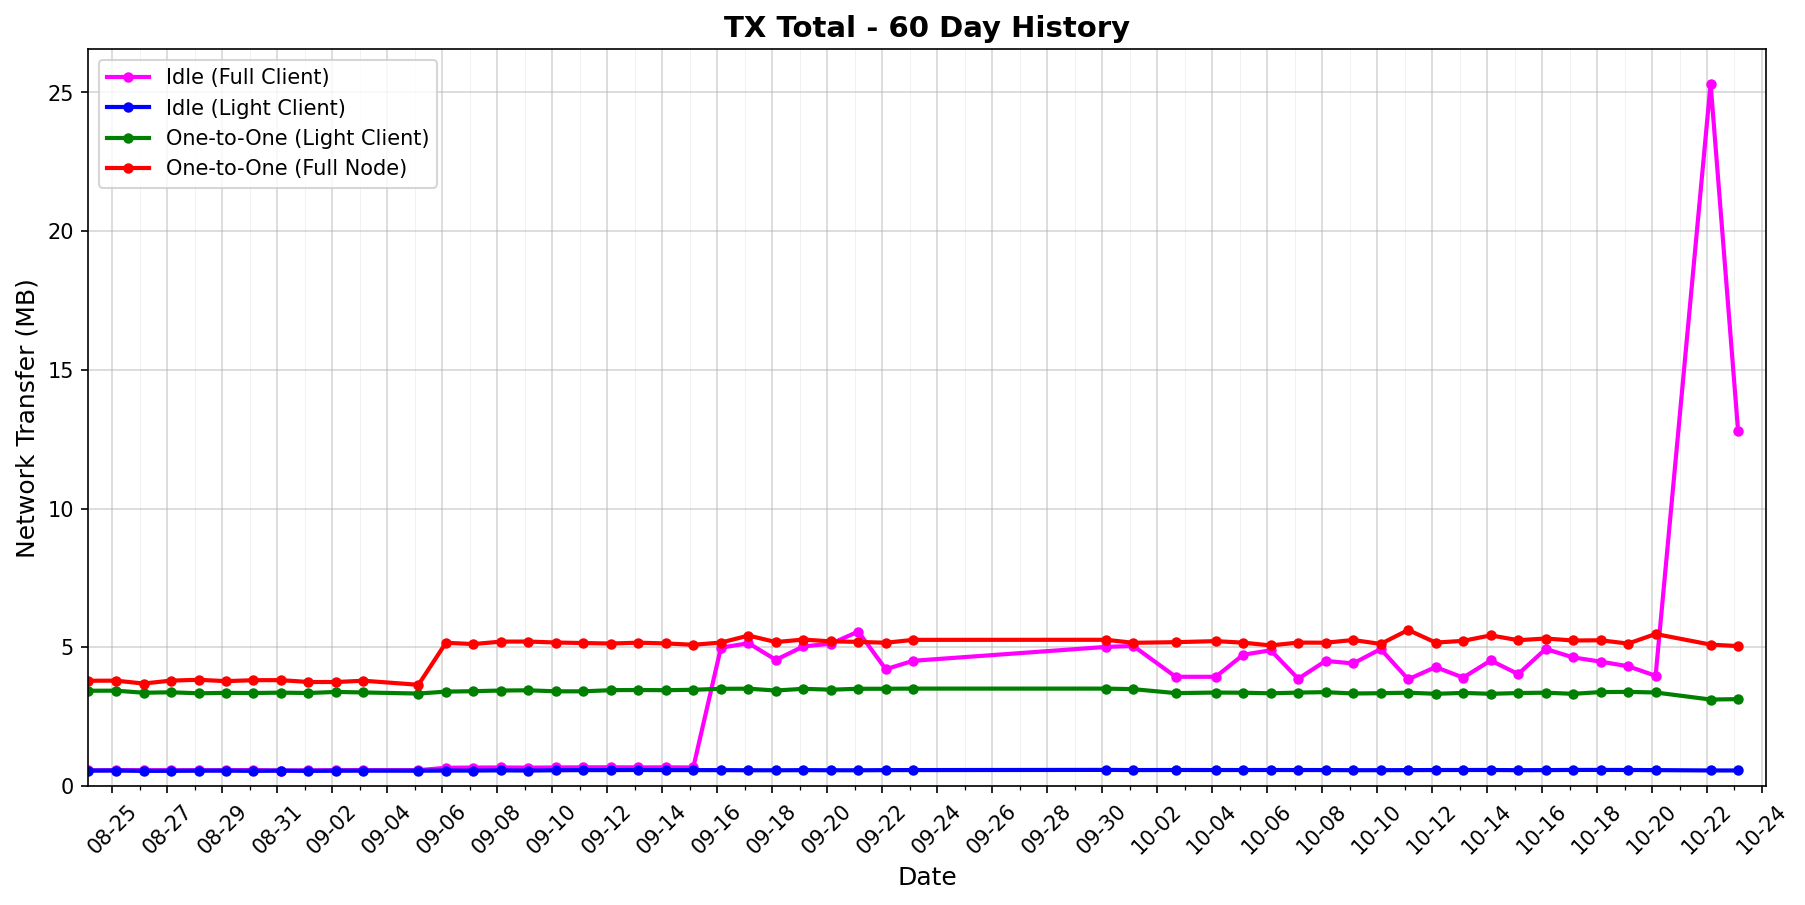 TX Total - 60 Day History
Idle (Full Client)
Idle (Light Client)
One-to-One (Light Client)
One-to-One (Full Node)
Network Transfer (MB)
25
20
15
10
5
0
08-25 08-27 08-29 08-31 09-02 09-04 09-06 09-08 09-10 09-12 09-14 09-16 09-18 09-20 09-22 09-24 09-26 09-28 09-30 10-02 10-04 10-06 10-08 10-10 10-12 10-14 10-16 10-18 10-20 10-22 10-24
Date